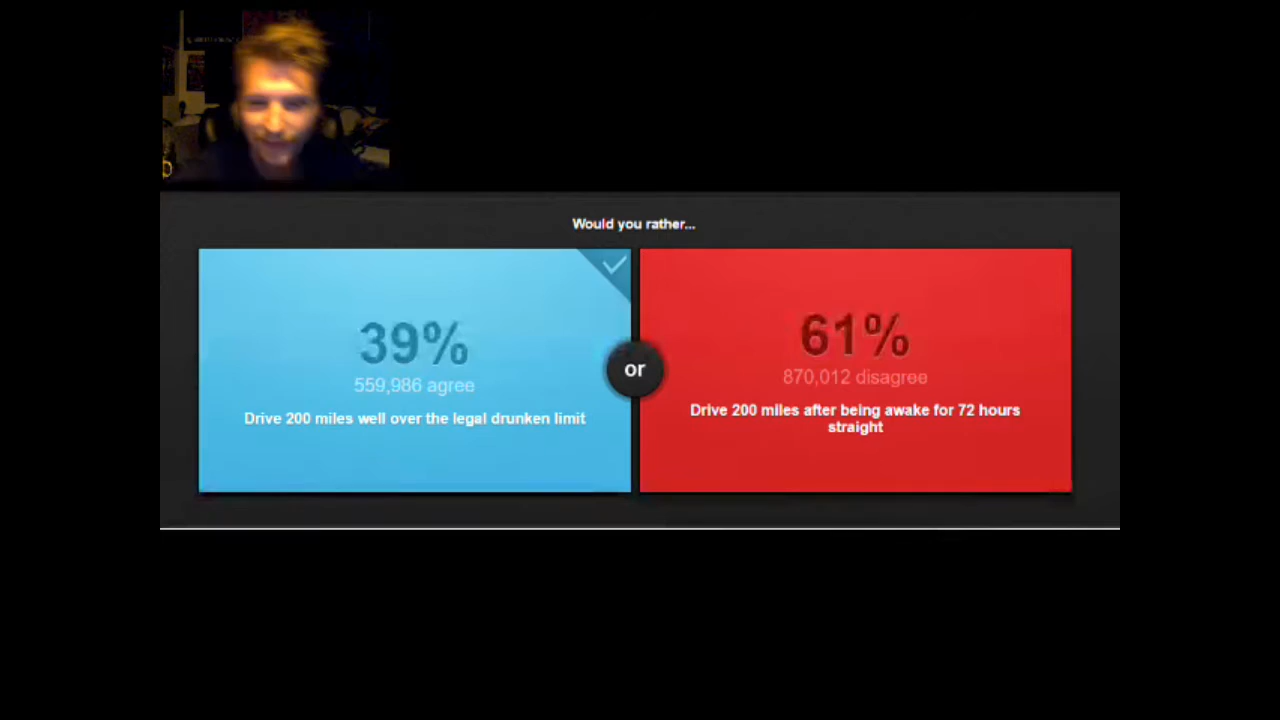 Would you rather...
39%
559,986 agree
Drive 200 miles well over the legal drunken limit
or
61%
870,012 disagree
Drive 200 miles after being awake for 72 hours
straight